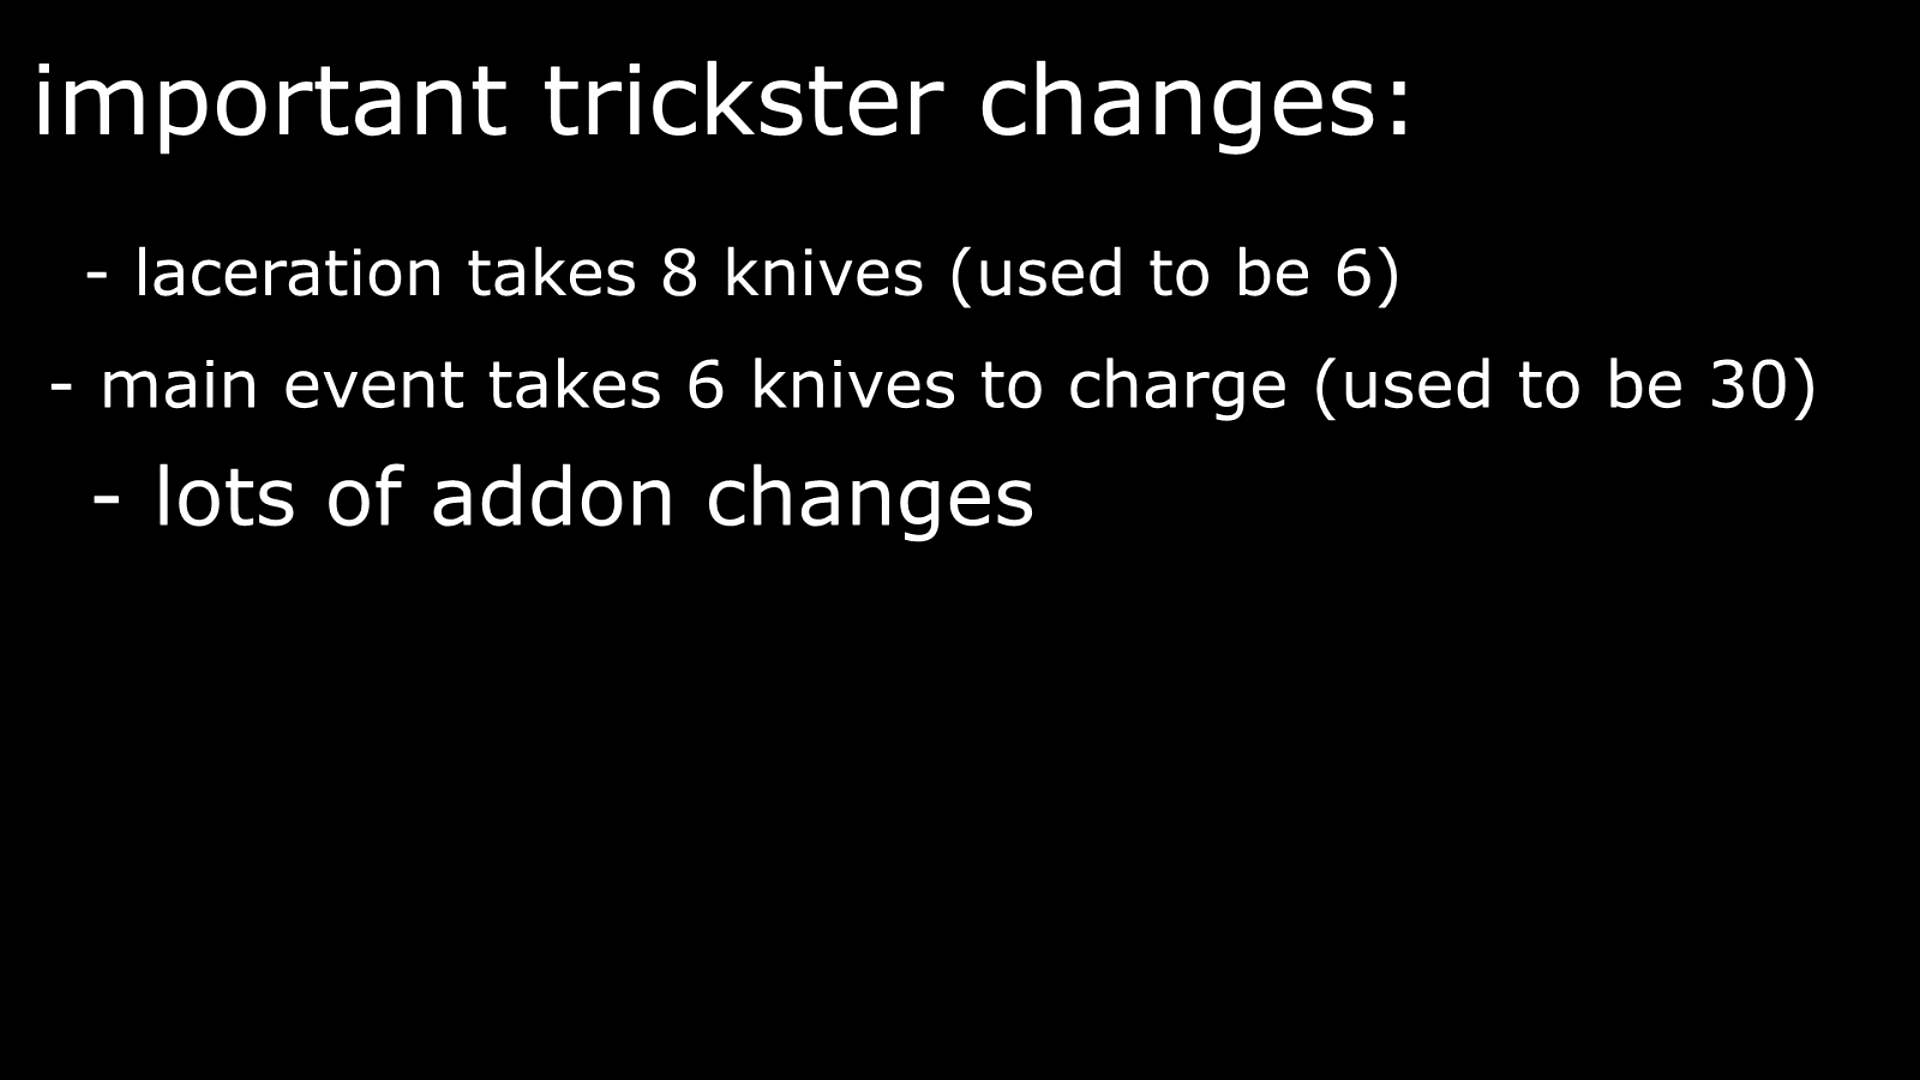 important trickster changes:
- laceration takes 8 knives (used to be 6)
- main event takes 6 knives to charge (used to be 30)
- lots of addon changes